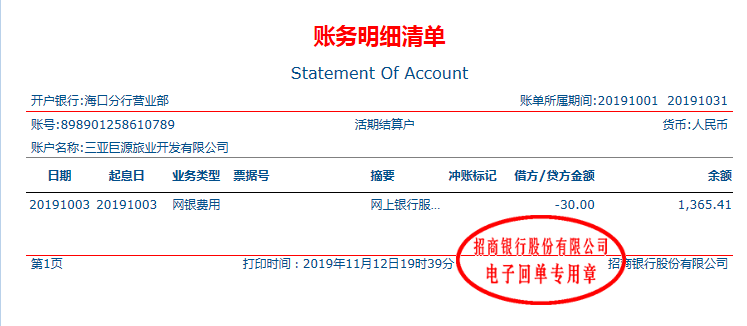 账务明细清单
Statement Of Account
开户银行:海口分行营业部 账单所属期间:20191001 20191031
账号:898901258610789 活期结算户 货币:人民币
账户名称:三亚巨源旅业开发有限公司
日期 起息日 业务类型 票据号 摘要 冲账标记 借方/贷方金额 余额
20191003 20191003 网银费用 网上银行服... -30.00 1,365.41
招商银行股份有限公司
电子回单专用章
第1页 打印时间：2019年11月12日19时39分 招商银行股份有限公司